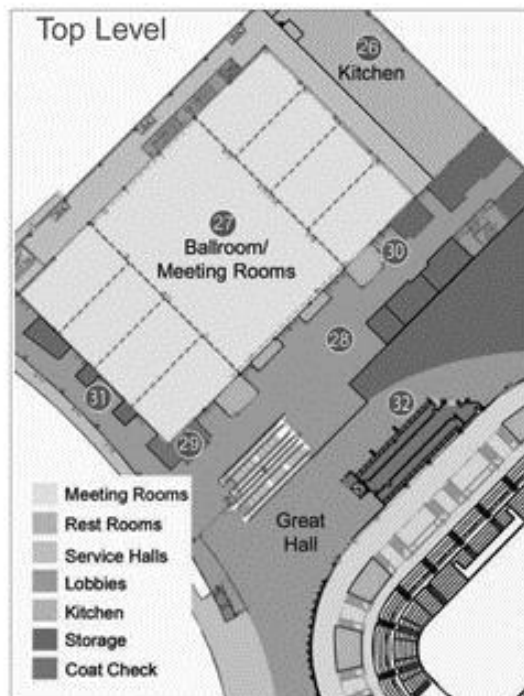 Top Level
26
Kitchen
27
Ballroom/
Meeting Rooms
30
28
31
32
29
Great
Hall
Meeting Rooms
Rest Rooms
Service Halls
Lobbies
Kitchen
Storage
Coat Check